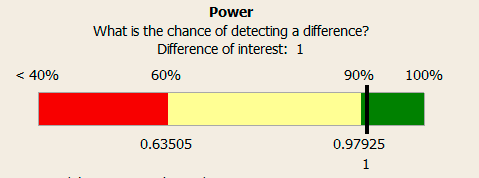 Power
What is the chance of detecting a difference?
Difference of interest: 1
< 40% 60% 90% 100%
0.63505 0.97925
1